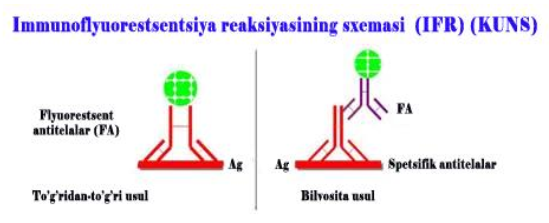 Immunoflyuorestsentsiya reaksiyasining sxemasi (IFR) (KUNS)
Flyuorestsent
antitelalar (FA)
Ag
To'g'ridan-to'g'ri usul
FA
Ag
Spetsifik antitelalar
Bilvosita usul